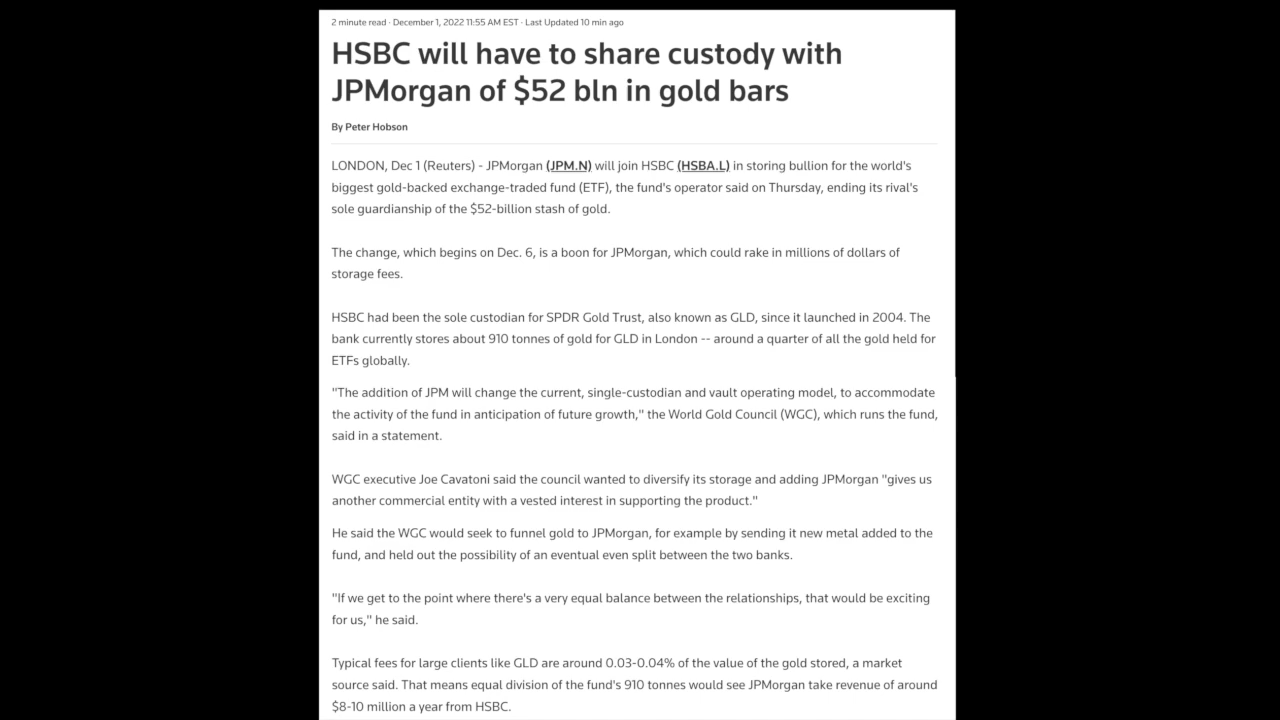 2 minute read · December 1, 2022 11:55 AM EST · Last Updated 10 min ago
HSBC will have to share custody with
JPMorgan of $52 bln in gold bars
By Peter Hobson
LONDON, Dec 1 (Reuters) - JPMorgan (JPM.N) will join HSBC (HSBA.L) in storing bullion for the world's
biggest gold-backed exchange-traded fund (ETF), the fund's operator said on Thursday, ending its rival's
sole guardianship of the $52-billion stash of gold.
The change, which begins on Dec. 6, is a boon for JPMorgan, which could rake in millions of dollars of
storage fees.
HSBC had been the sole custodian for SPDR Gold Trust, also known as GLD, since it launched in 2004. The
bank currently stores about 910 tonnes of gold for GLD in London -- around a quarter of all the gold held for
ETFs globally.
"The addition of JPM will change the current, single-custodian and vault operating model, to accommodate
the activity of the fund in anticipation of future growth," the World Gold Council (WGC), which runs the fund,
said in a statement.
WGC executive Joe Cavatoni said the council wanted to diversify its storage and adding JPMorgan "gives us
another commercial entity with a vested interest in supporting the product."
He said the WGC would seek to funnel gold to JPMorgan, for example by sending it new metal added to the
fund, and held out the possibility of an eventual even split between the two banks.
"If we get to the point where there's a very equal balance between the relationships, that would be exciting
for us," he said.
Typical fees for large clients like GLD are around 0.03-0.04% of the value of the gold stored, a market
source said. That means equal division of the fund's 910 tonnes would see JPMorgan take revenue of around
$8-10 million a year from HSBC.